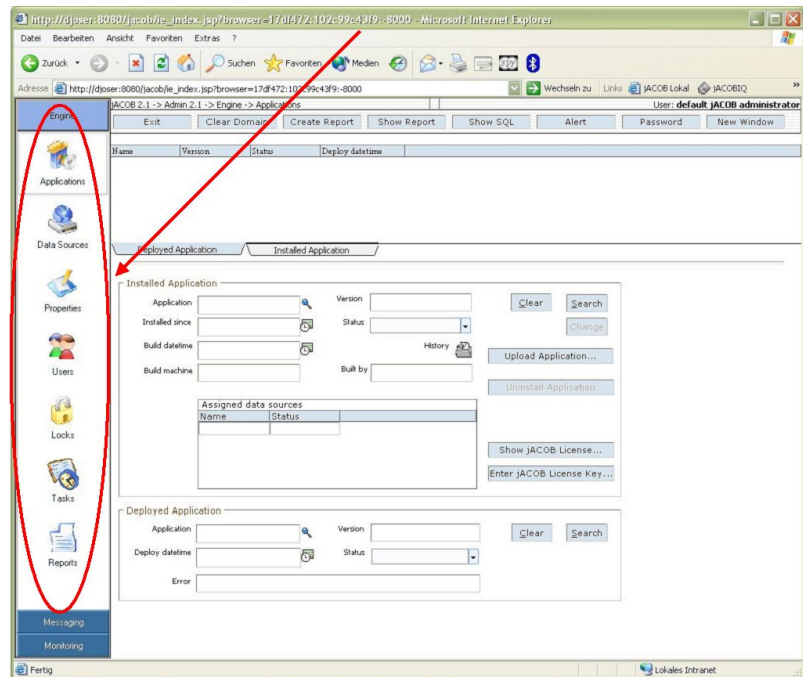 http://djoser:8080/jacob/ie_index.jsp?browser=17df472:102c99c43f9:-8000 - Microsoft Internet Explorer
Datei Bearbeiten Ansicht Favoriten Extras ?
Zurück Suchen Favoriten Medien
Adresse http://djoser:8080/jacob/ie_index.jsp?browser=17df472:102c99c43f9:-8000 Wechseln zu Links jACOB Lokal JACOBIQ »
Engine jACOB 2.1 -> Admin 2.1 -> Engine -> Applications User: default jACOB administrator
Exit Clear Domain Create Report Show Report Show SQL Alert Password New Window
Name Version Status Deploy datetime
Applications
Data Sources
Properties
Users
Locks
Tasks
Reports
Messaging
Monitoring
Deployed Application Installed Application
Installed Application
Application Version Clear Search
Installed since Status Change
Build datetime History Upload Application...
Build machine Built by
Uninstall Application
Assigned data sources
Name Status
Show jACOB License...
Enter jACOB License Key...
Deployed Application
Application Version Clear Search
Deploy datetime Status
Error
Fertig Lokales Intranet